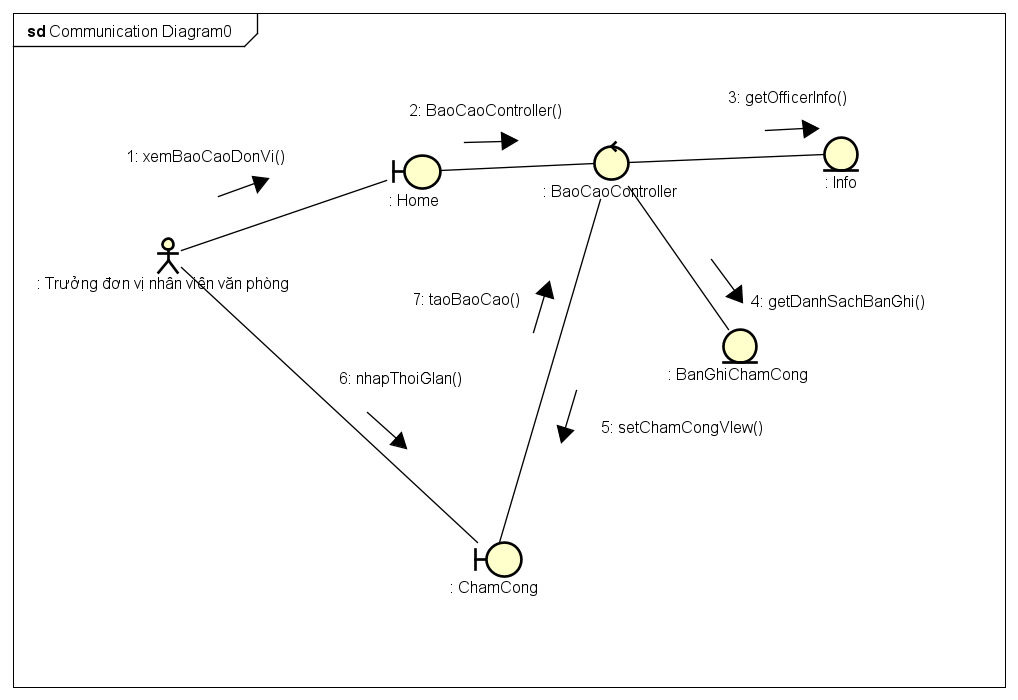 sd Communication Diagram0
3: getOfficerInfo()
2: BaoCaoController()
1: xemBaoCaoDonVi()
: Info
: BaoCaoController
: Home
: Trưởng đơn vị nhân viên văn phòng
7: taoBaoCao()
4: getDanhSachBanGhi()
: BanGhiChamCong
6: nhapThoiGIan()
5: setChamCongVIew()
: ChamCong